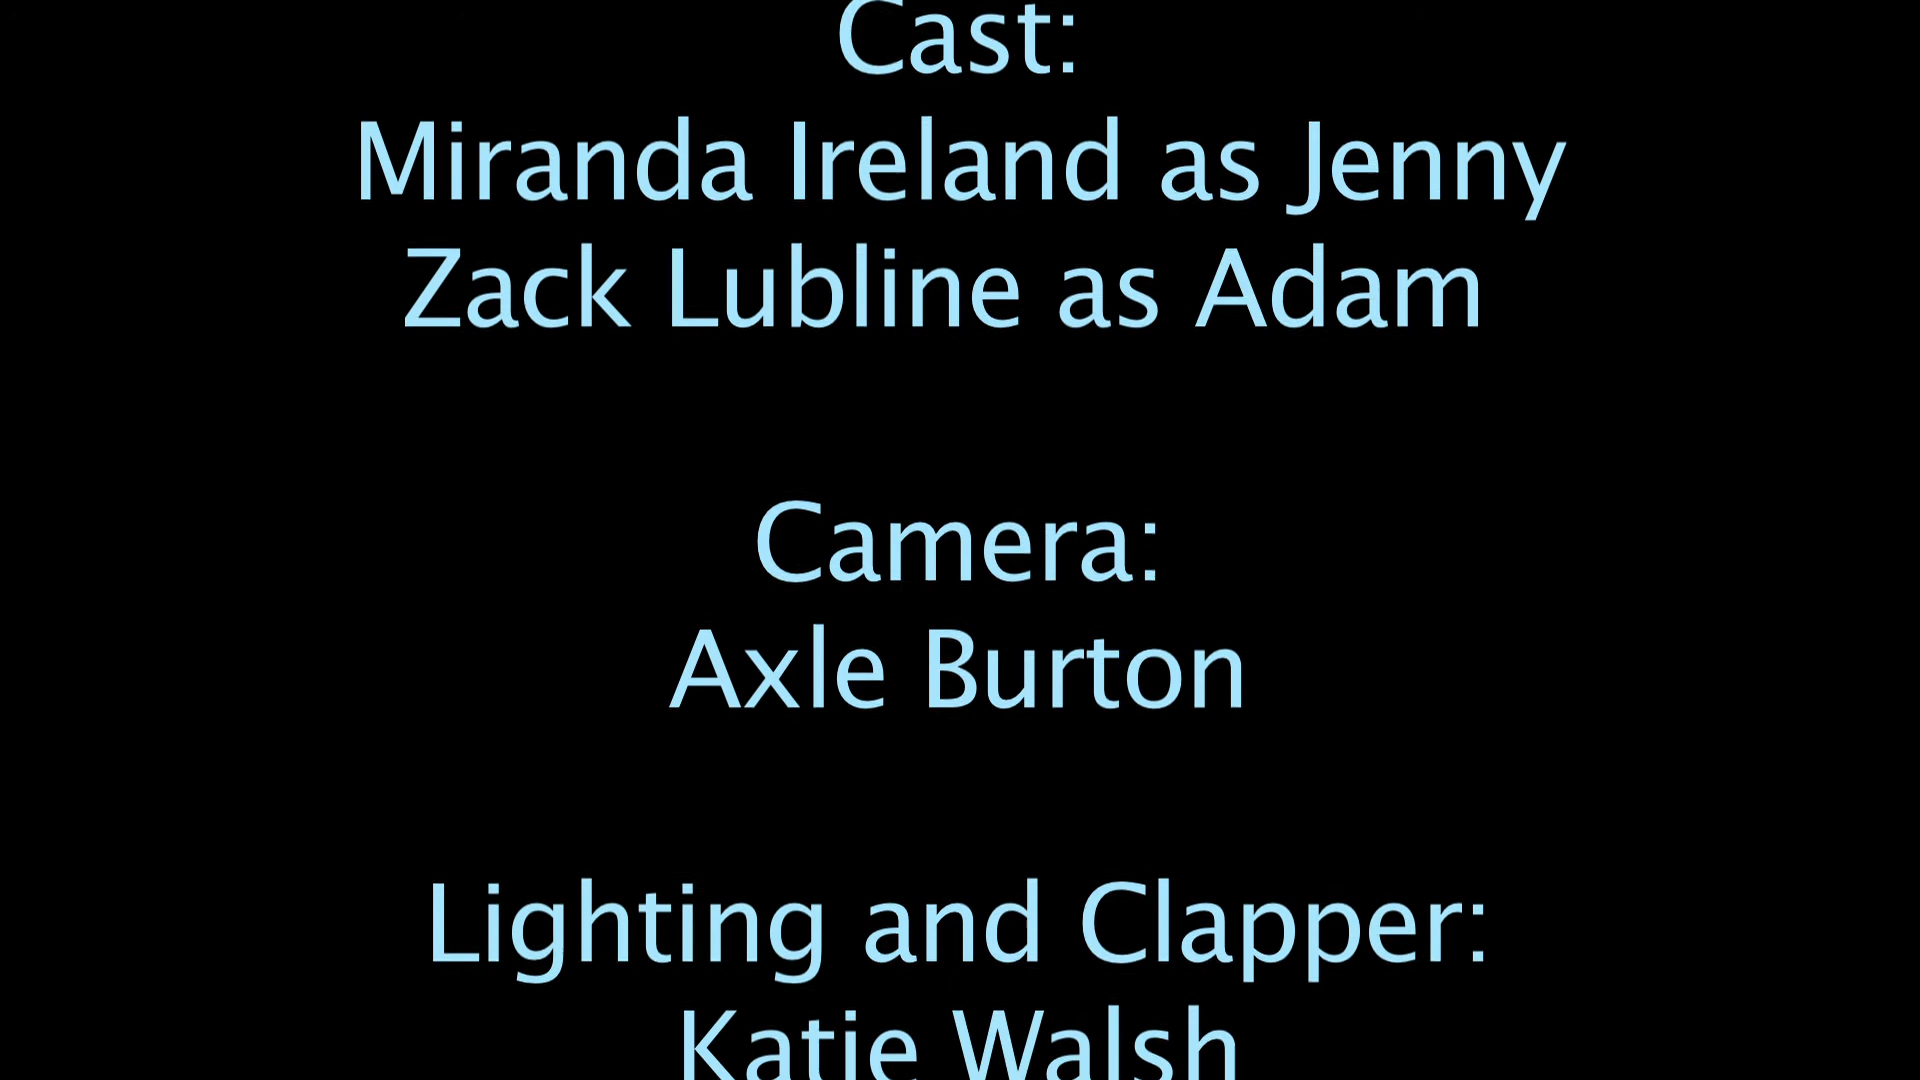 Cast:
Miranda Ireland as Jenny
Zack Lubline as Adam
Camera:
Axle Burton
Lighting and Clapper:
Katie Walsh